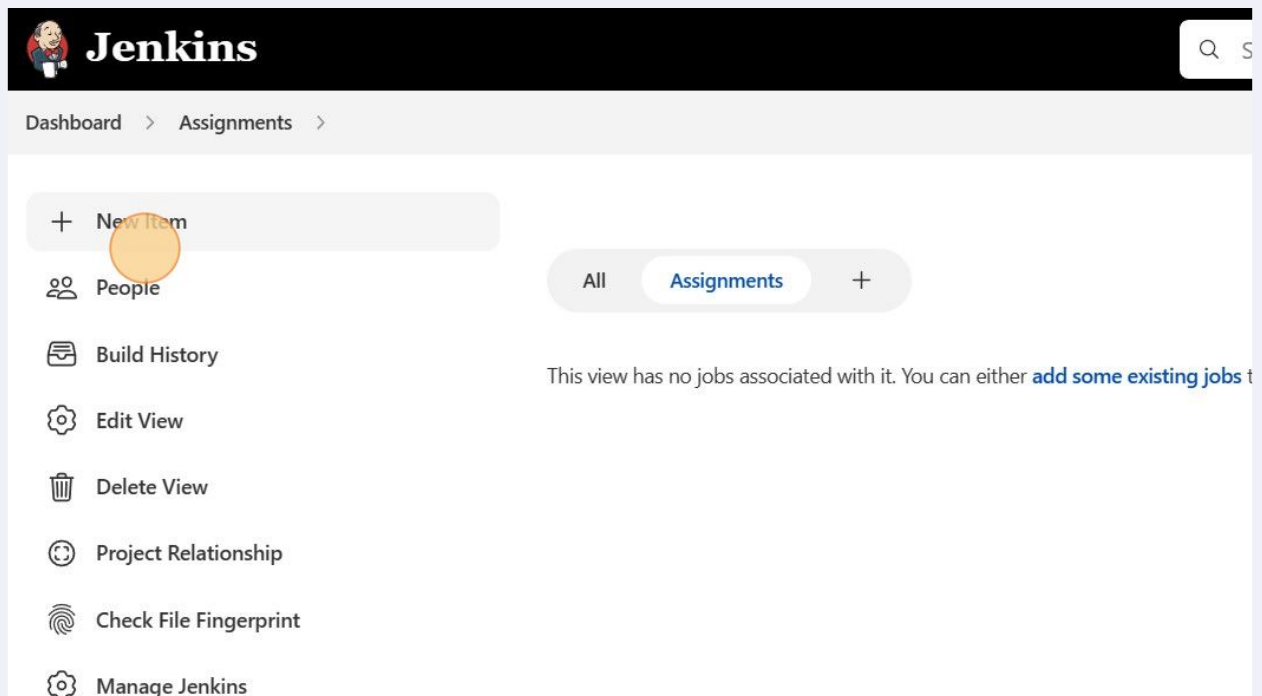 Jenkins
Dashboard > Assignments >
+ New Item
People
All Assignments +
Build History
This view has no jobs associated with it. You can either add some existing jobs t
Edit View
Delete View
Project Relationship
Check File Fingerprint
Manage Jenkins